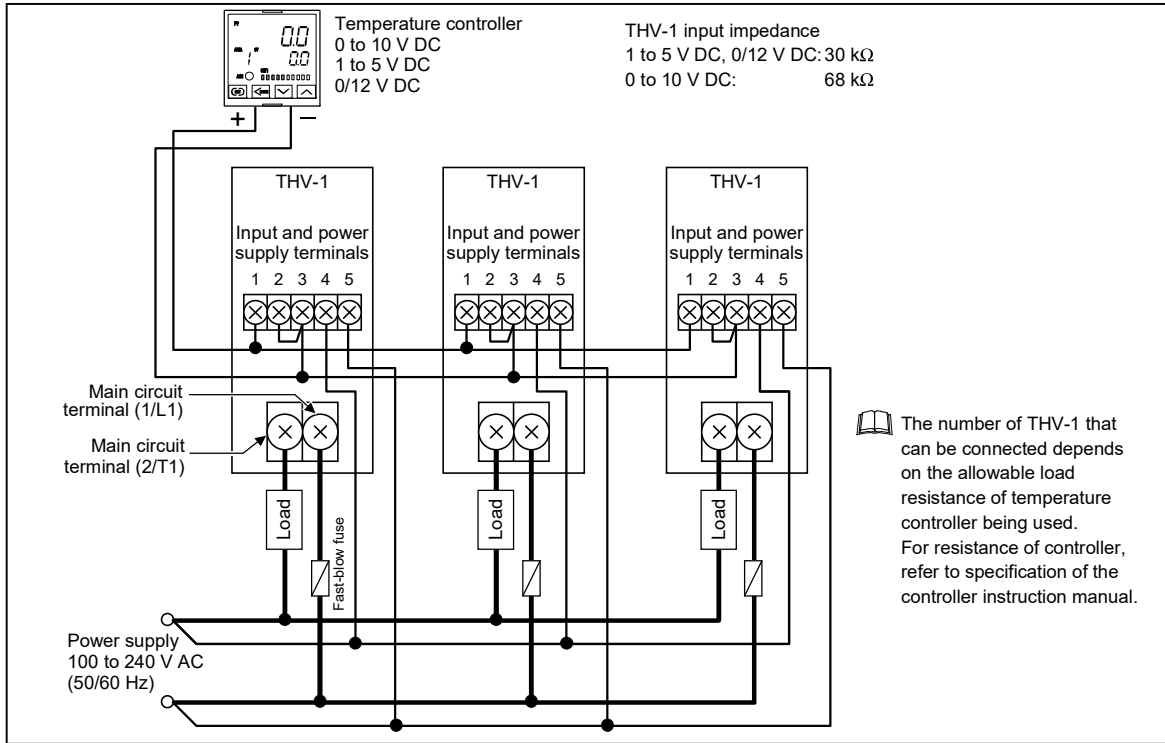 Temperature controller
0 to 10 V DC
1 to 5 V DC
0/12 V DC
THV-1 input impedance
1 to 5 V DC, 0/12 V DC: 30 kΩ
0 to 10 V DC: 68 kΩ
0.0
1
0.0
+
−
THV-1
Input and power
supply terminals
1 2 3 4 5
THV-1
Input and power
supply terminals
1 2 3 4 5
THV-1
Input and power
supply terminals
1 2 3 4 5
Main circuit
terminal (1/L1)
Main circuit
terminal (2/T1)
Load
Fast-blow fuse
Load
Load
Power supply
100 to 240 V AC
(50/60 Hz)
The number of THV-1 that
can be connected depends
on the allowable load
resistance of temperature
controller being used.
For resistance of controller,
refer to specification of the
controller instruction manual.